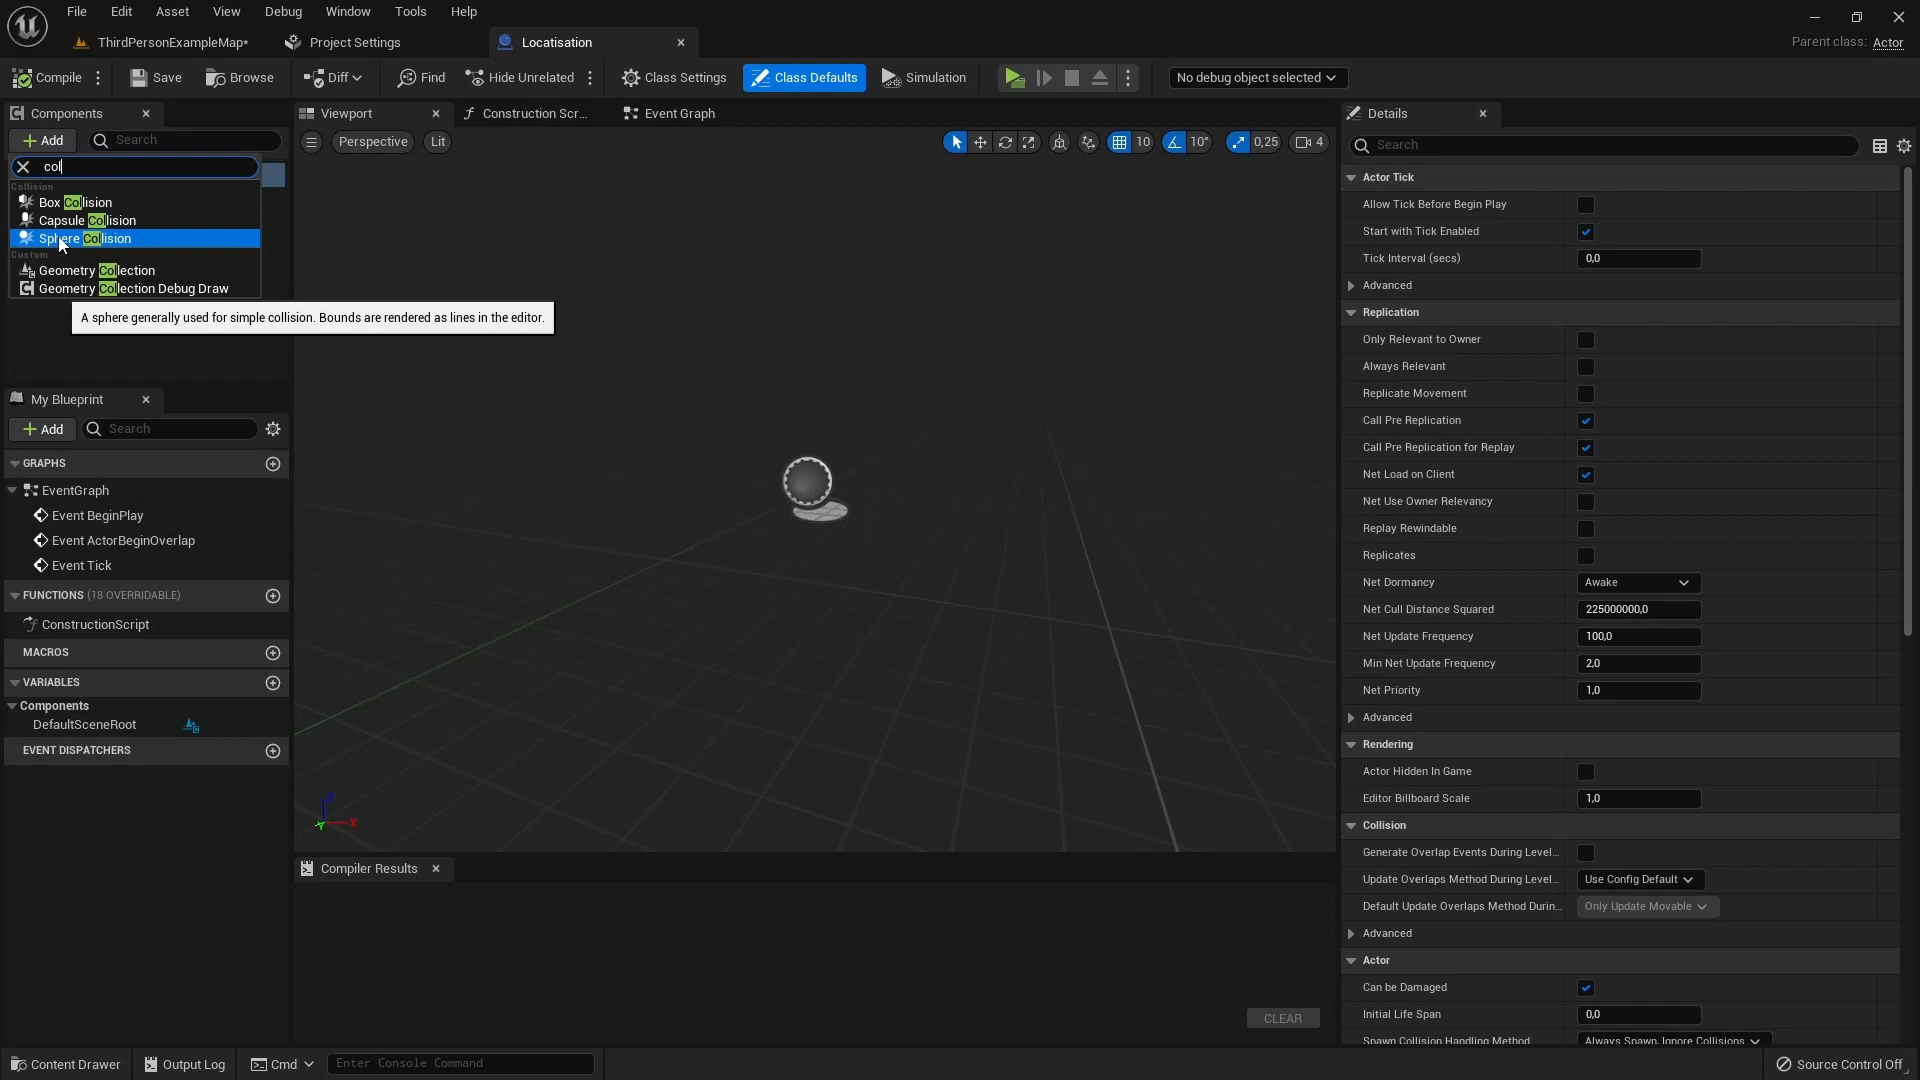 File Edit Asset View Debug Window Tools Help
ThirdPersonExampleMap* Project Settings Locatisation
Parent class: Actor
Compile Save Browse Diff Find Hide Unrelated Class Settings Class Defaults Simulation No debug object selected
Components Viewport Construction Scr... Event Graph Details
Add Search Perspective Lit 10 10° 0,25 4 Search
col
Collision
Box Collision
Capsule Collision
Sphere Collision
Custom
Geometry Collection
Geometry Collection Debug Draw
A sphere generally used for simple collision. Bounds are rendered as lines in the editor.
My Blueprint
Add Search
GRAPHS
EventGraph
Event BeginPlay
Event ActorBeginOverlap
Event Tick
FUNCTIONS (18 OVERRIDABLE)
ConstructionScript
MACROS
VARIABLES
Components
DefaultSceneRoot
EVENT DISPATCHERS
Z
Y X
Compiler Results
CLEAR
Actor Tick
Allow Tick Before Begin Play
Start with Tick Enabled
Tick Interval (secs) 0,0
Advanced
Replication
Only Relevant to Owner
Always Relevant
Replicate Movement
Call Pre Replication
Call Pre Replication for Replay
Net Load on Client
Net Use Owner Relevancy
Replay Rewindable
Replicates
Net Dormancy Awake
Net Cull Distance Squared 225000000,0
Net Update Frequency 100,0
Min Net Update Frequency 2,0
Net Priority 1,0
Advanced
Rendering
Actor Hidden In Game
Editor Billboard Scale 1,0
Collision
Generate Overlap Events During Level...
Update Overlaps Method During Level... Use Config Default
Default Update Overlaps Method Durin... Only Update Movable
Advanced
Actor
Can be Damaged
Initial Life Span 0,0
Spawn Collision Handling Method Always Spawn, Ignore Collisions
Content Drawer Output Log Cmd Enter Console Command Source Control Off